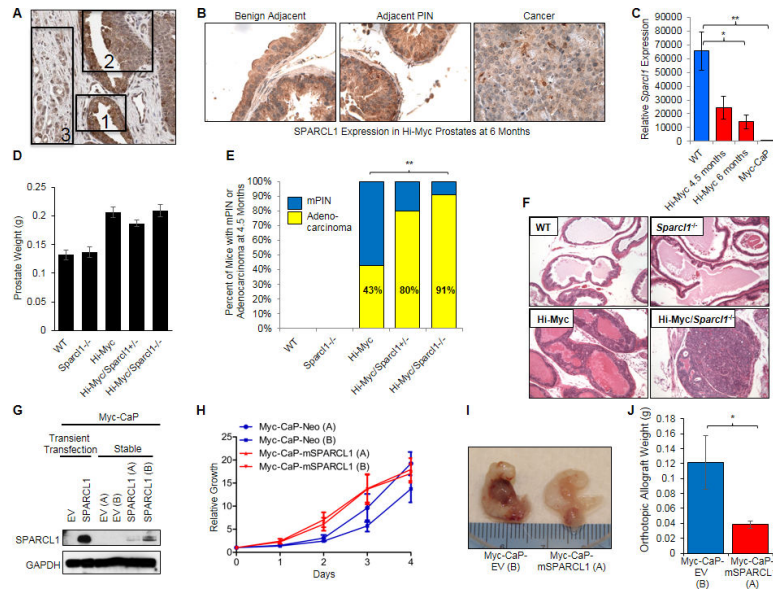 A
2
1
3
B
Benign Adjacent
Adjacent PIN
Cancer
SPARCL1 Expression in Hi-Myc Prostates at 6 Months
C
Relative Sparcl1 Expression
90000
80000
70000
60000
50000
40000
30000
20000
10000
0
**
*
WT
Hi-Myc 4.5 months
Hi-Myc 6 months
Myc-CaP
D
Prostate Weight (g)
0.25
0.2
0.15
0.1
0.05
0
WT
Sparcl1-/-
Hi-Myc
Hi-Myc/Sparcl1+/-
Hi-Myc/Sparcl1-/-
E
Percent of Mice with mPIN or
Adenocarcinoma at 4.5 Months
100%
90%
80%
70%
60%
50%
40%
30%
20%
10%
0%
mPIN
Adeno-
carcinoma
**
43%
80%
91%
WT
Sparcl1-/-
Hi-Myc
Hi-Myc/Sparcl1+/-
Hi-Myc/Sparcl1-/-
F
WT
Sparcl1-/-
Hi-Myc
Hi-Myc/Sparcl1-/-
G
Myc-CaP
Transient
Transfection
Stable
EV
SPARCL1
EV (A)
EV (B)
SPARCL1 (A)
SPARCL1 (B)
SPARCL1
GAPDH
H
Relative Growth
25
20
15
10
5
0
Myc-CaP-Neo (A)
Myc-CaP-Neo (B)
Myc-CaP-mSPARCL1 (A)
Myc-CaP-mSPARCL1 (B)
0 1 2 3 4
Days
I
Myc-CaP-
EV (B)
Myc-CaP-
mSPARCL1 (A)
J
Orthotopic Allograft Weight (g)
0.18
0.16
0.14
0.12
0.1
0.08
0.06
0.04
0.02
0
*
Myc-CaP-
EV
(B)
Myc-CaP-
mSPARCL1
(A)